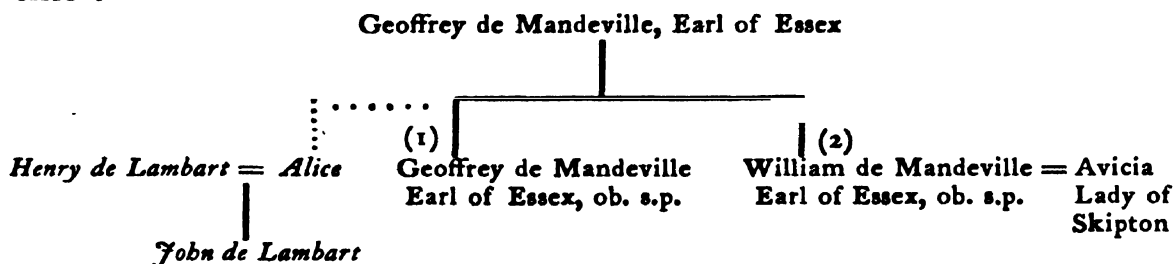 Geoffrey de Mandeville, Earl of Essex
(1) (2)
Henry de Lambart = Alice Geoffrey de Mandeville William de Mandeville = Avicia
Earl of Essex, ob. s.p. Earl of Essex, ob. s.p. Lady of
Skipton
John de Lambart